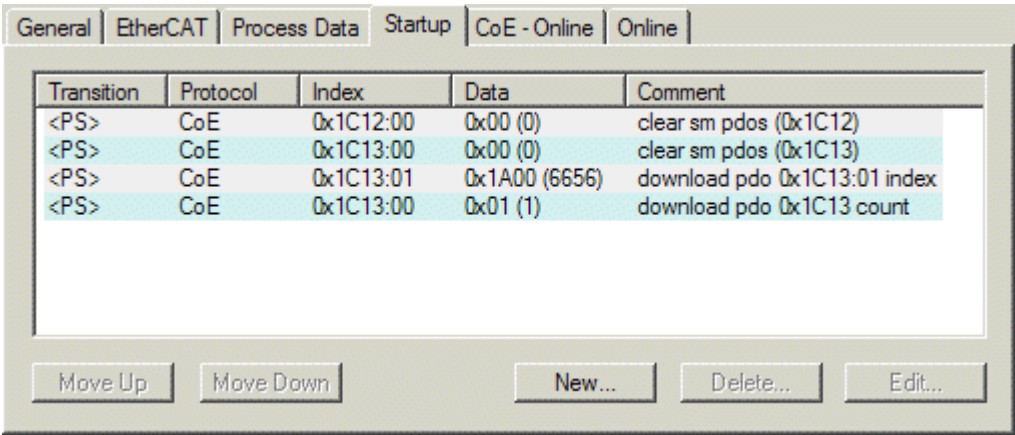 General EtherCAT Process Data Startup CoE - Online Online
Transition Protocol Index Data Comment
<PS> CoE 0x1C12:00 0x00 (0) clear sm pdos (0x1C12)
<PS> CoE 0x1C13:00 0x00 (0) clear sm pdos (0x1C13)
<PS> CoE 0x1C13:01 0x1A00 (6656) download pdo 0x1C13:01 index
<PS> CoE 0x1C13:00 0x01 (1) download pdo 0x1C13 count
Move Up Move Down New... Delete... Edit...